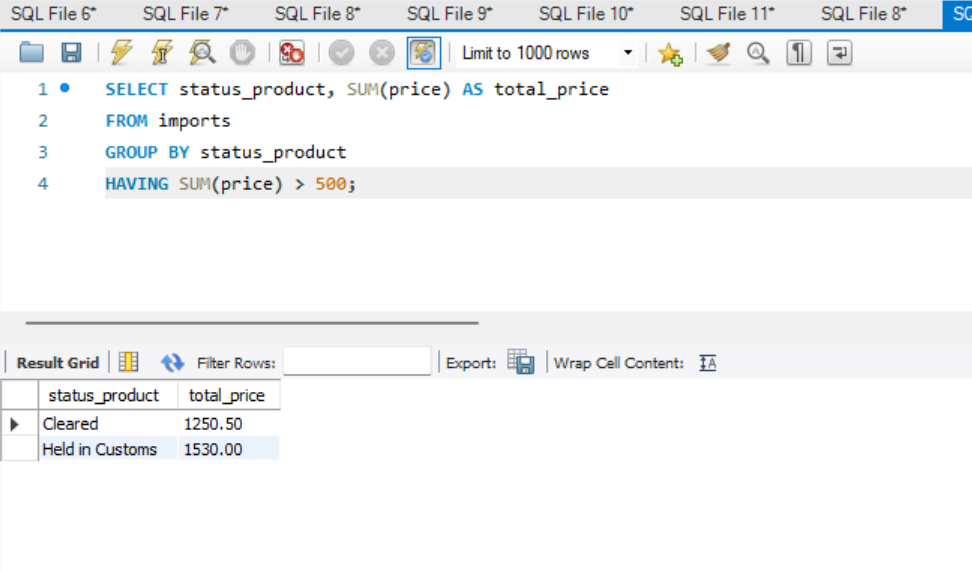 SQL File 6* SQL File 7* SQL File 8* SQL File 9* SQL File 10* SQL File 11* SQL File 8* SQ
Limit to 1000 rows
1 SELECT status_product, SUM(price) AS total_price
2 FROM imports
3 GROUP BY status_product
4 HAVING SUM(price) > 500;
Result Grid Filter Rows: Export: Wrap Cell Content:
status_product total_price
Cleared 1250.50
Held in Customs 1530.00